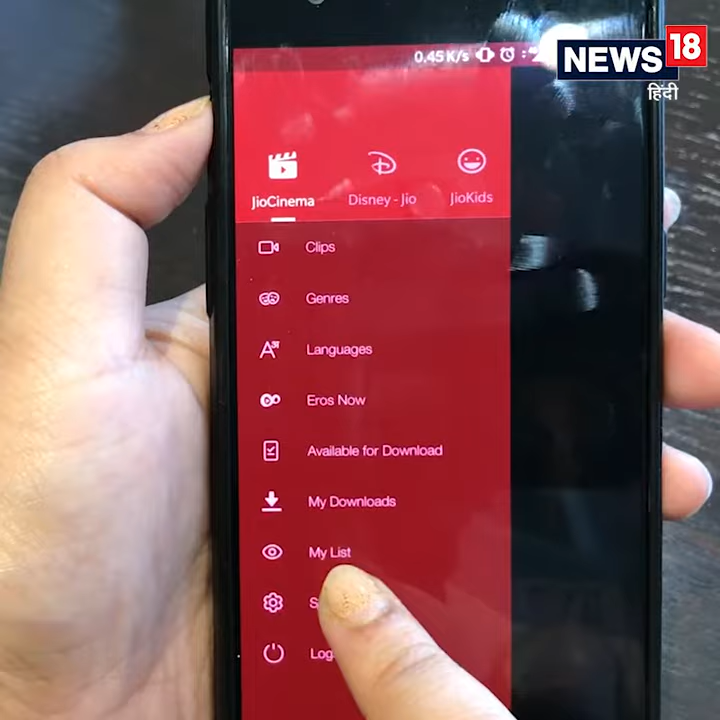 0.45K/s
NEWS 18
हिंदी
JioCinema
Disney - Jio
JioKids
Clips
Genres
Languages
Eros Now
Available for Download
My Downloads
My List